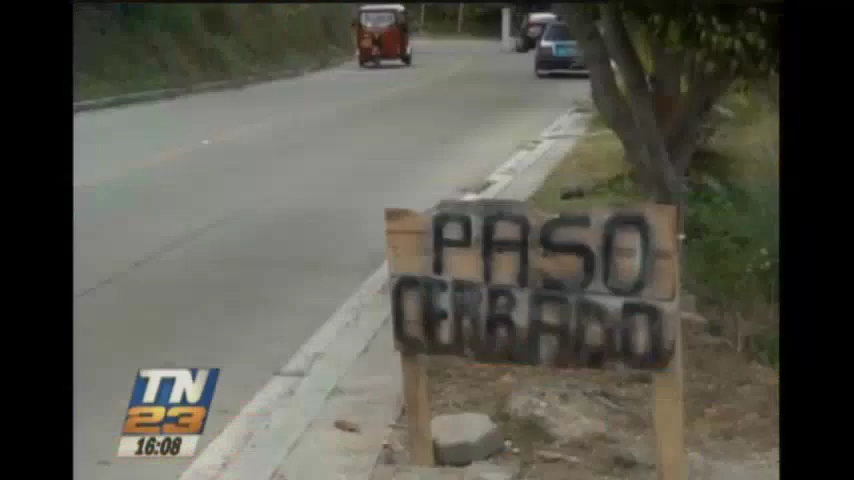 PASO
CERRADO
TN
23
16:08